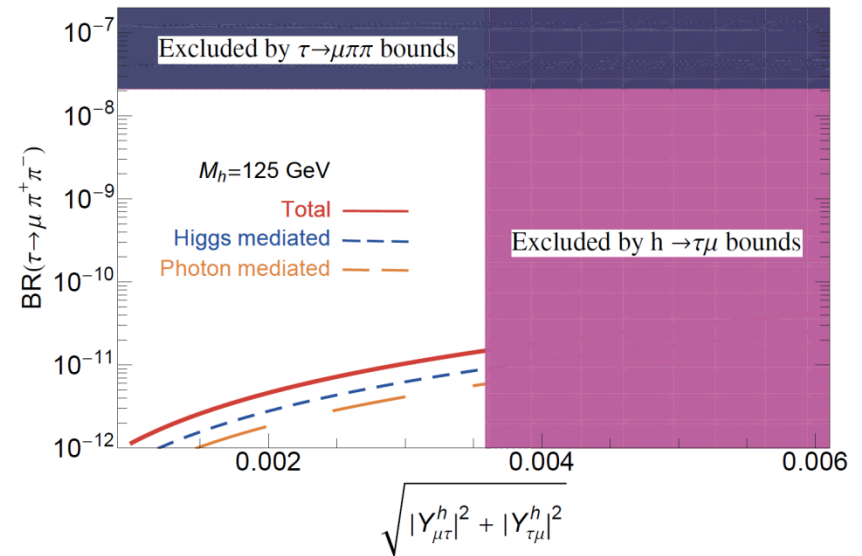 10⁻⁷
Excluded by τ→μππ bounds
10⁻⁸
M_h=125 GeV
10⁻⁹
Total
Higgs mediated
Excluded by h →τμ bounds
Photon mediated
10⁻¹⁰
BR(τ→μ π⁺π⁻)
10⁻¹¹
10⁻¹²
0.002 0.004 0.006
√|Y^h_μτ|² + |Y^h_τμ|²